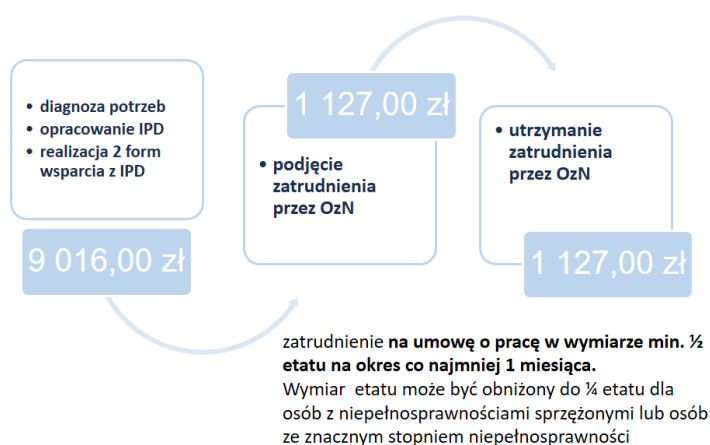 • diagnoza potrzeb
• opracowanie IPD
• realizacja 2 form
wsparcia z IPD
9 016,00 zł
1 127,00 zł
• podjęcie
zatrudnienia
przez OzN
• utrzymanie
zatrudnienia
przez OzN
1 127,00 zł
zatrudnienie na umowę o pracę w wymiarze min. ½
etatu na okres co najmniej 1 miesiąca.
Wymiar etatu może być obniżony do ¼ etatu dla
osób z niepełnosprawnościami sprzężonymi lub osób
ze znacznym stopniem niepełnosprawności